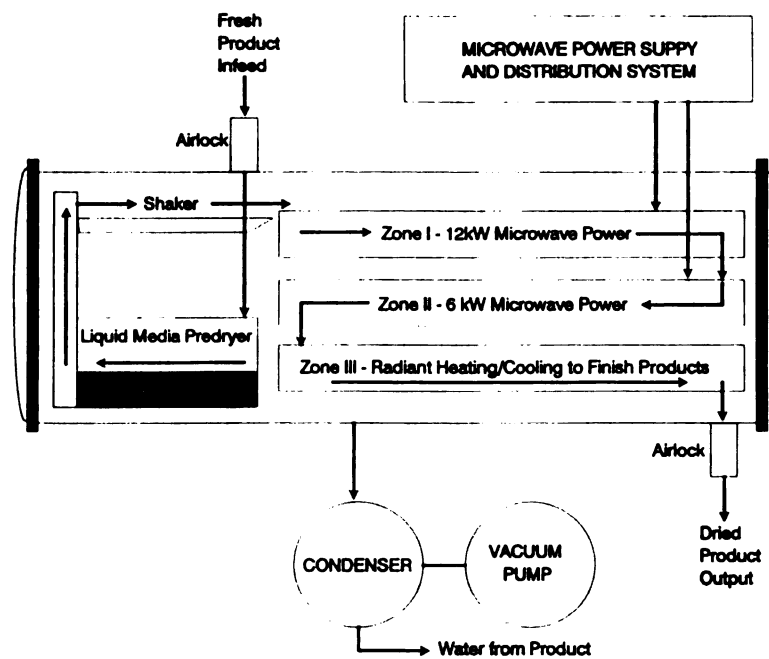 Fresh
Product
Infeed
MICROWAVE POWER SUPPY
AND DISTRIBUTION SYSTEM
Airlock
Shaker
Zone I - 12kW Microwave Power
Zone II - 6 kW Microwave Power
Liquid Media Predryer
Zone III - Radiant Heating/Cooling to Finish Products
Airlock
CONDENSER
VACUUM
PUMP
Dried
Product
Output
Water from Product